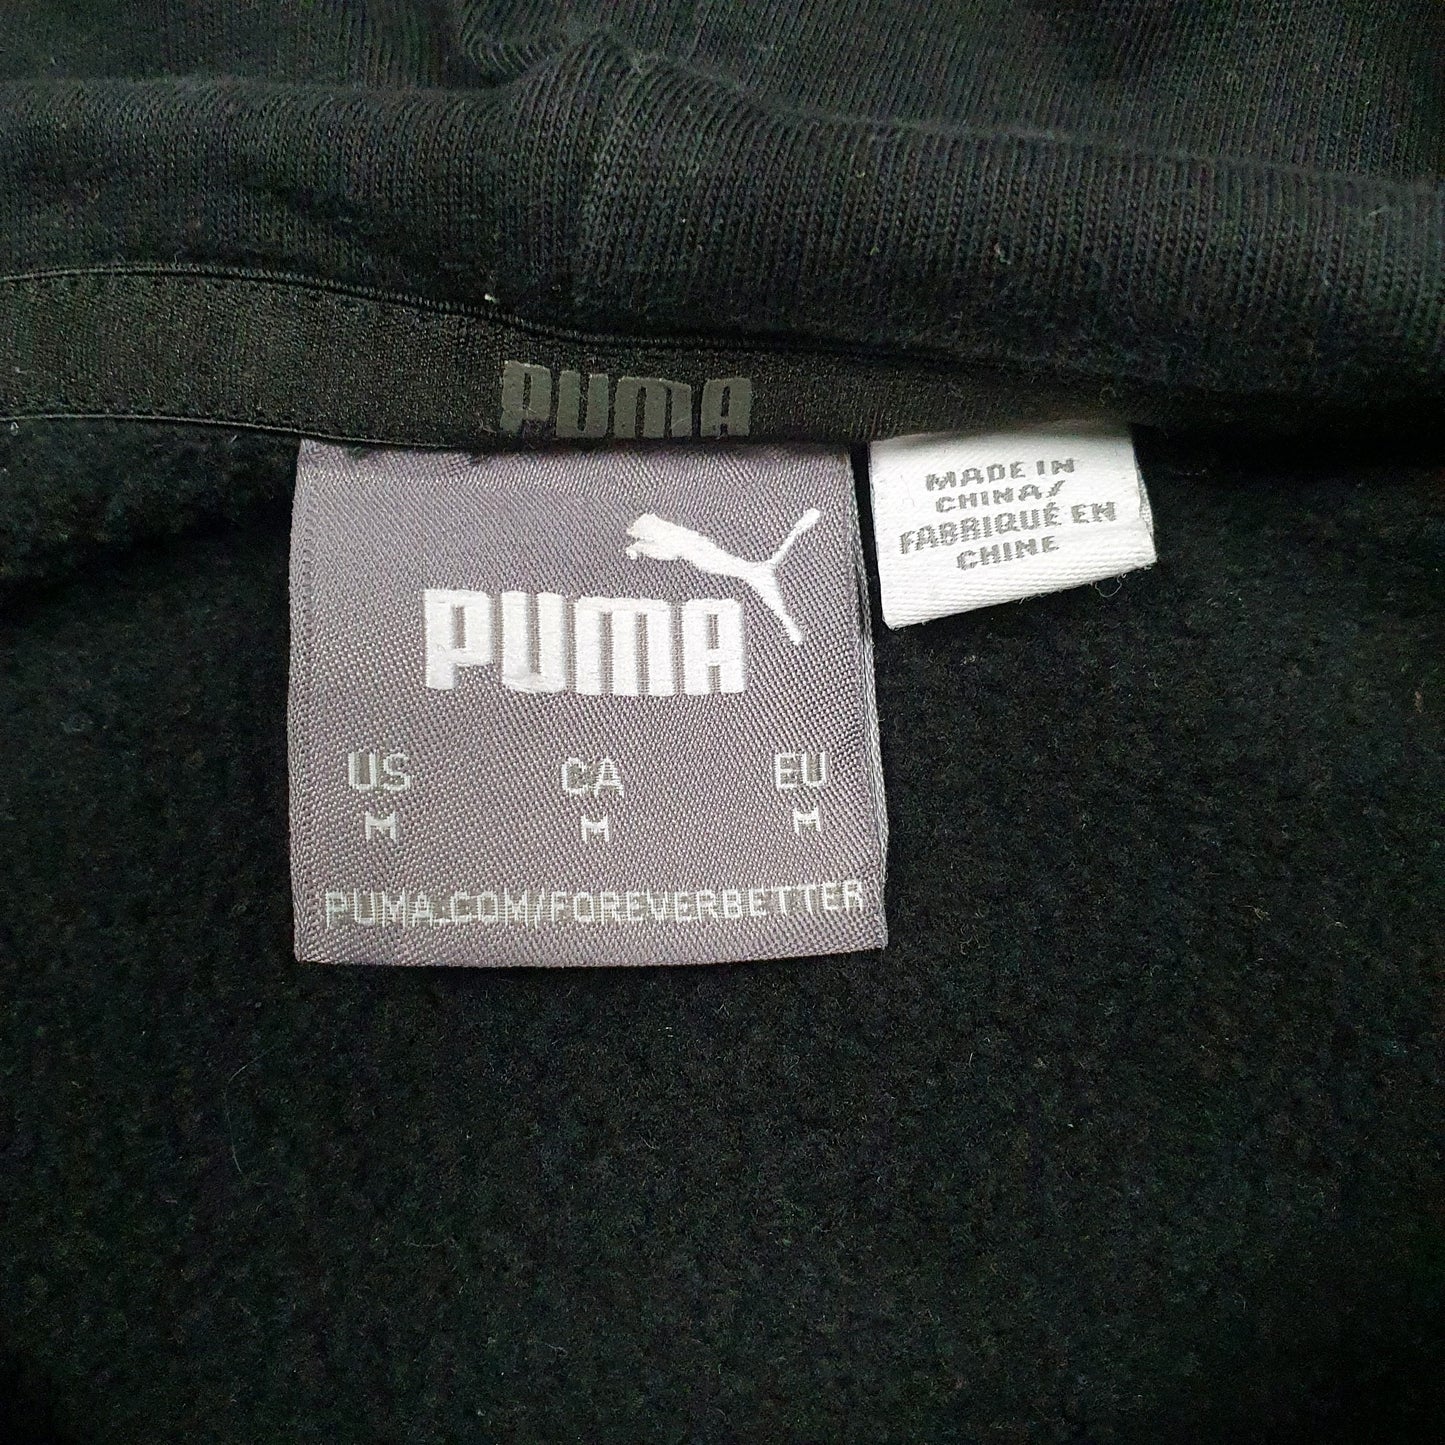 PUMA
MADE IN
CHINA/
FABRIQUÉ EN
CHINE
PUMA
US CA EU
M M M
PUMA.COM/FOREVERBETTER